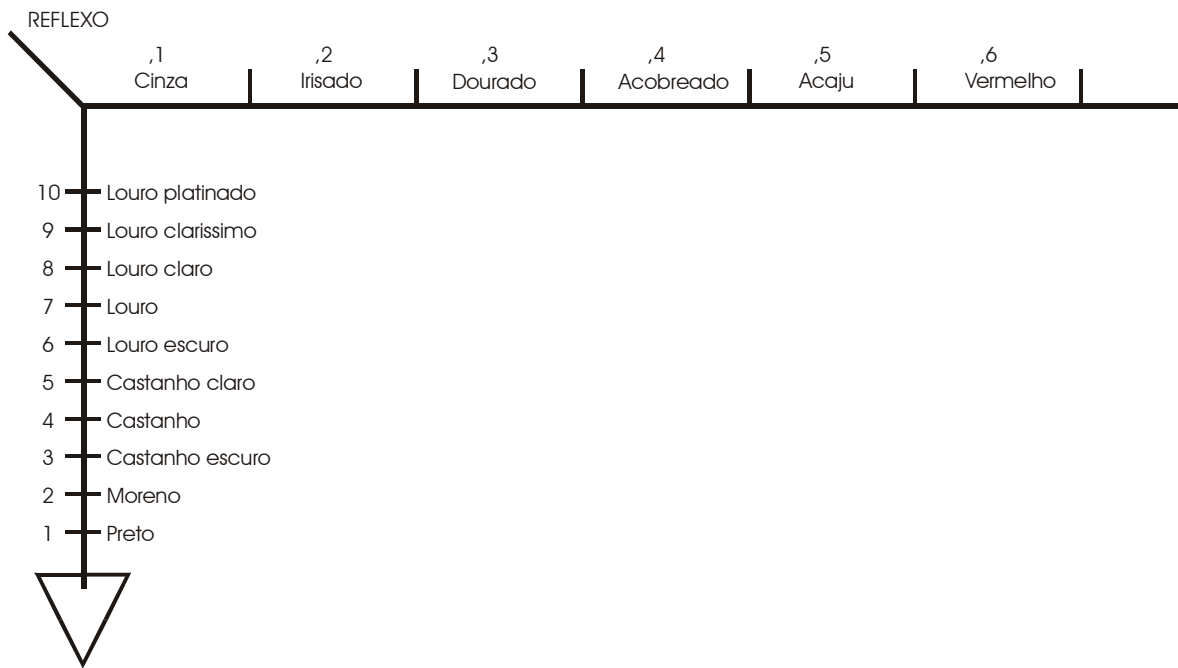 REFLEXO
,1 ,2 ,3 ,4 ,5 ,6
Cinza Irisado Dourado Acobreado Acaju Vermelho
10 Louro platinado
9 Louro clarissimo
8 Louro claro
7 Louro
6 Louro escuro
5 Castanho claro
4 Castanho
3 Castanho escuro
2 Moreno
1 Preto